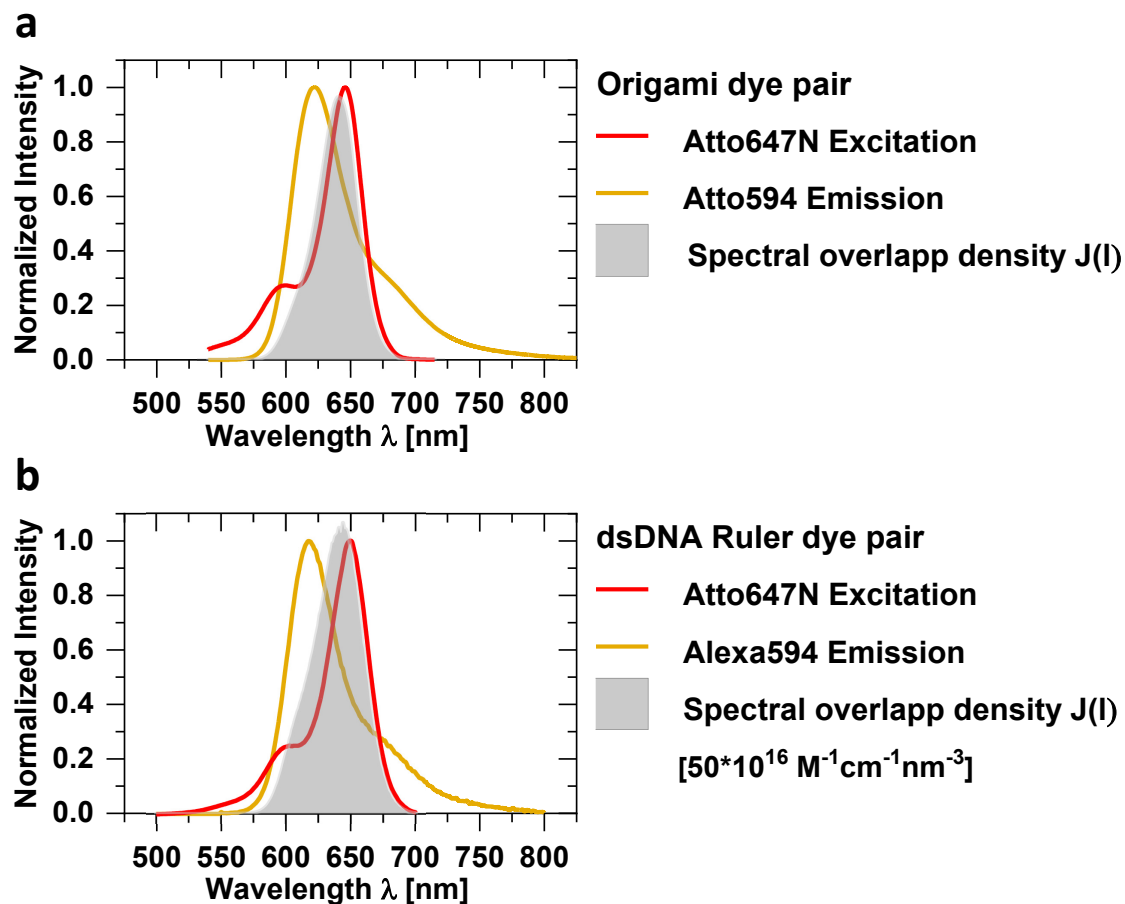 a
Normalized Intensity
1.0
0.8
0.6
0.4
0.2
0.0
500 550 600 650 700 750 800
Wavelength λ [nm]
Origami dye pair
Atto647N Excitation
Atto594 Emission
Spectral overlapp density J(l)
b
Normalized Intensity
1.0
0.8
0.6
0.4
0.2
0.0
500 550 600 650 700 750 800
Wavelength λ [nm]
dsDNA Ruler dye pair
Atto647N Excitation
Alexa594 Emission
Spectral overlapp density J(l)
[50*10¹⁶ M⁻¹cm⁻¹nm⁻³]